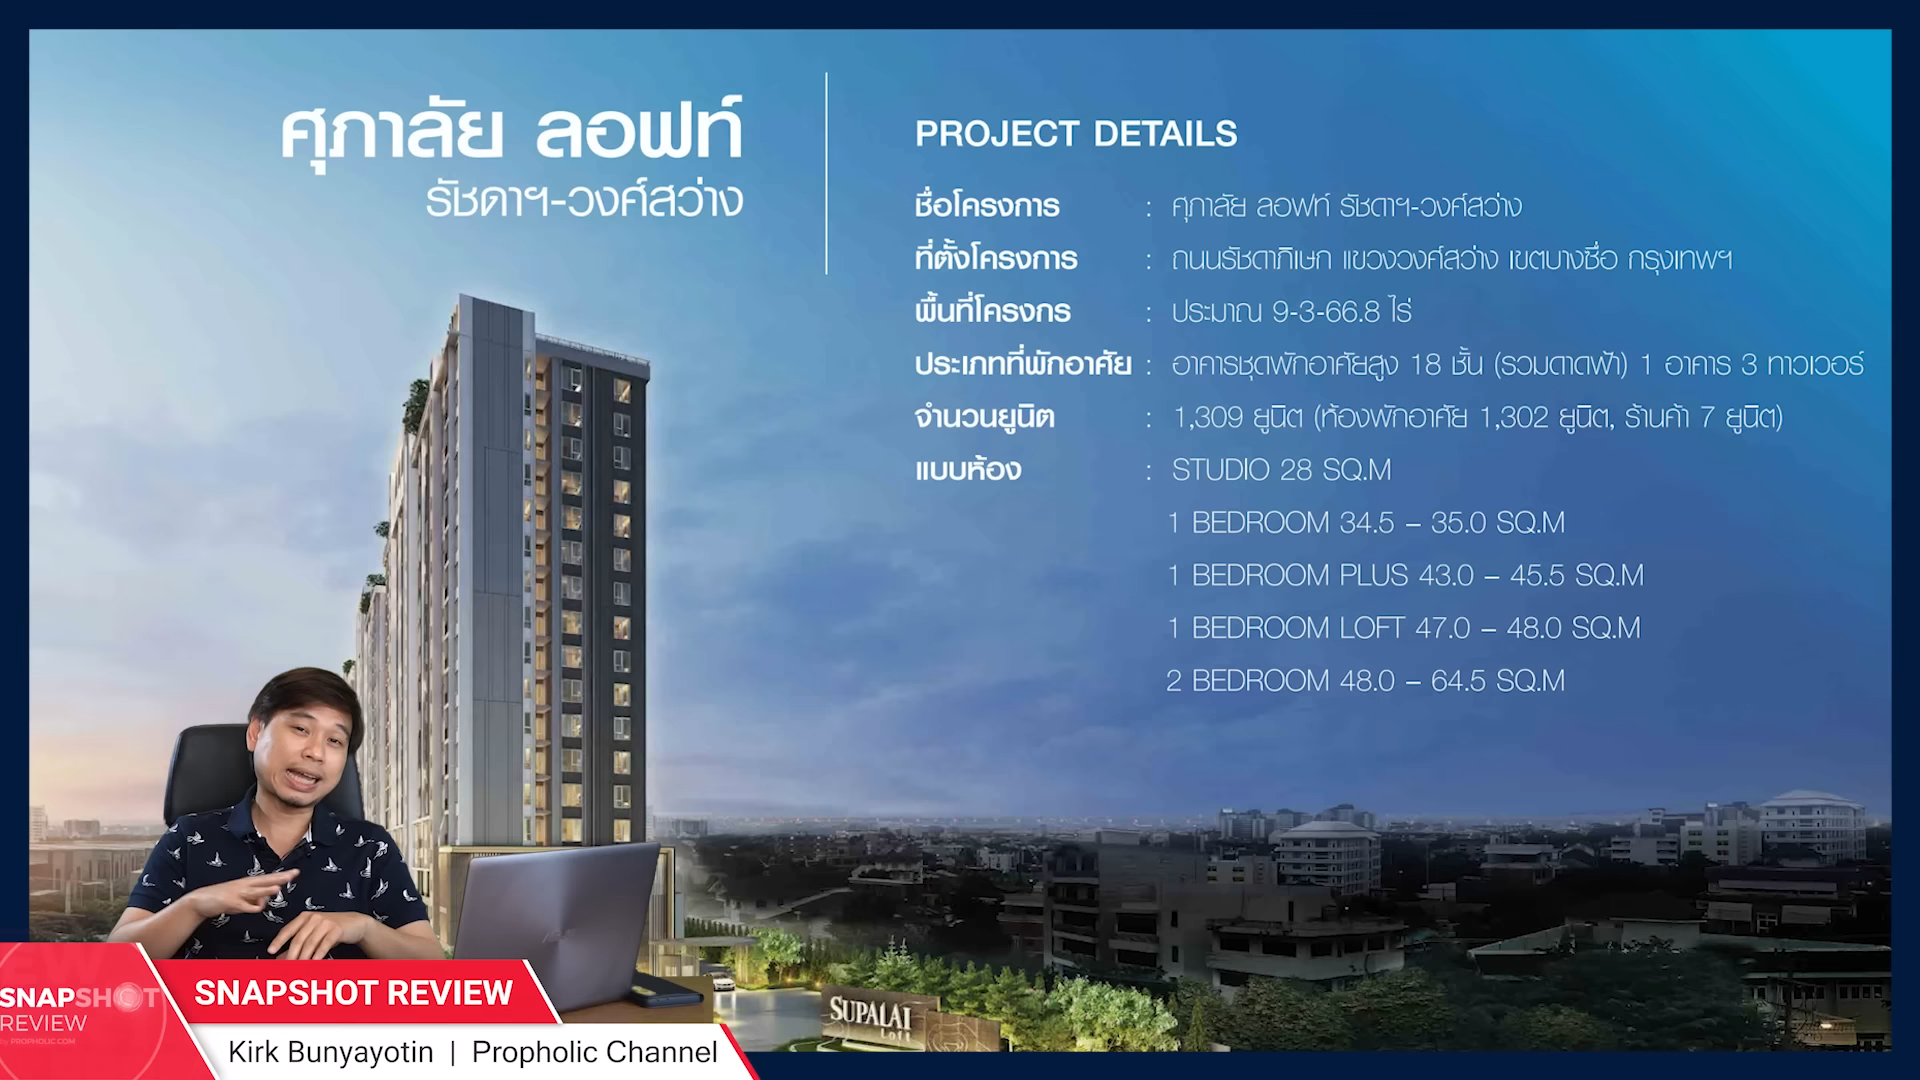 ศุภาลัย ลอฟท์
รัชดาฯ-วงศ์สว่าง
PROJECT DETAILS
ชื่อโครงการ : ศุภาลัย ลอฟท์ รัชดาฯ-วงศ์สว่าง
ที่ตั้งโครงการ : ถนนรัชดาภิเษก แขวงวงศ์สว่าง เขตบางซื่อ กรุงเทพฯ
พื้นที่โครงกร : ประมาณ 9-3-66.8 ไร่
ประเภทที่พักอาศัย : อาคารชุดพักอาศัยสูง 18 ชั้น (รวมดาดฟ้า) 1 อาคาร 3 ทาวเวอร์
จำนวนยูนิต : 1,309 ยูนิต (ห้องพักอาศัย 1,302 ยูนิต, ร้านค้า 7 ยูนิต)
แบบห้อง : STUDIO 28 SQ.M
1 BEDROOM 34.5 – 35.0 SQ.M
1 BEDROOM PLUS 43.0 – 45.5 SQ.M
1 BEDROOM LOFT 47.0 – 48.0 SQ.M
2 BEDROOM 48.0 – 64.5 SQ.M
SUPALAI
Loft
SNAPSHOT
REVIEW
by PROPHOLIC.COM
SNAPSHOT REVIEW
Kirk Bunyayotin | Propholic Channel